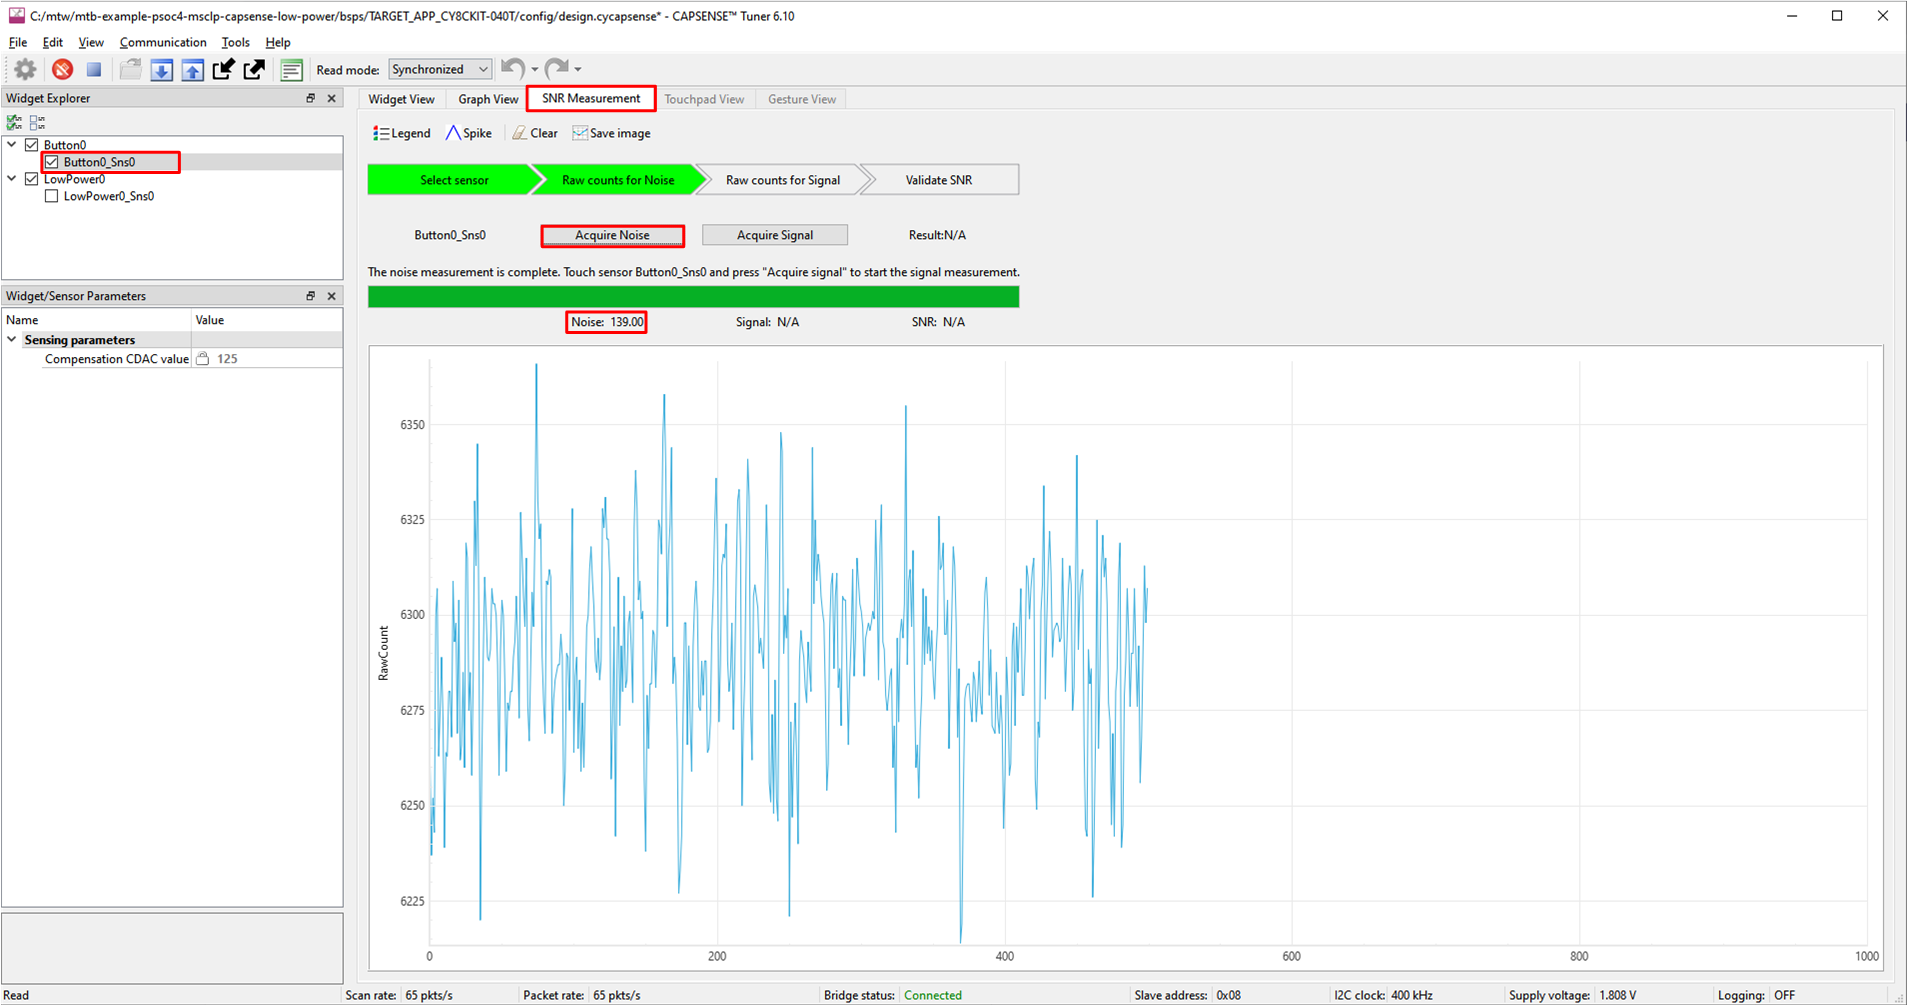 C:/mtw/mtb-example-psoc4-msclp-capsense-low-power/bsps/TARGET_APP_CY8CKIT-040T/config/design.cycapsense* - CAPSENSE™ Tuner 6.10
File Edit View Communication Tools Help
Read mode: Synchronized
Widget Explorer
Button0
Button0_Sns0
LowPower0
LowPower0_Sns0
Widget/Sensor Parameters
Name Value
Sensing parameters
Compensation CDAC value 125
Widget View Graph View SNR Measurement Touchpad View Gesture View
Legend Spike Clear Save image
Select sensor Raw counts for Noise Raw counts for Signal Validate SNR
Button0_Sns0 Acquire Noise Acquire Signal Result:N/A
The noise measurement is complete. Touch sensor Button0_Sns0 and press "Acquire signal" to start the signal measurement.
Noise: 139.00 Signal: N/A SNR: N/A
RawCount
6350
6325
6300
6275
6250
6225
0 200 400 600 800 1000
Read Scan rate: 65 pkts/s Packet rate: 65 pkts/s Bridge status: Connected Slave address: 0x08 I2C clock: 400 kHz Supply voltage: 1.808 V Logging: OFF